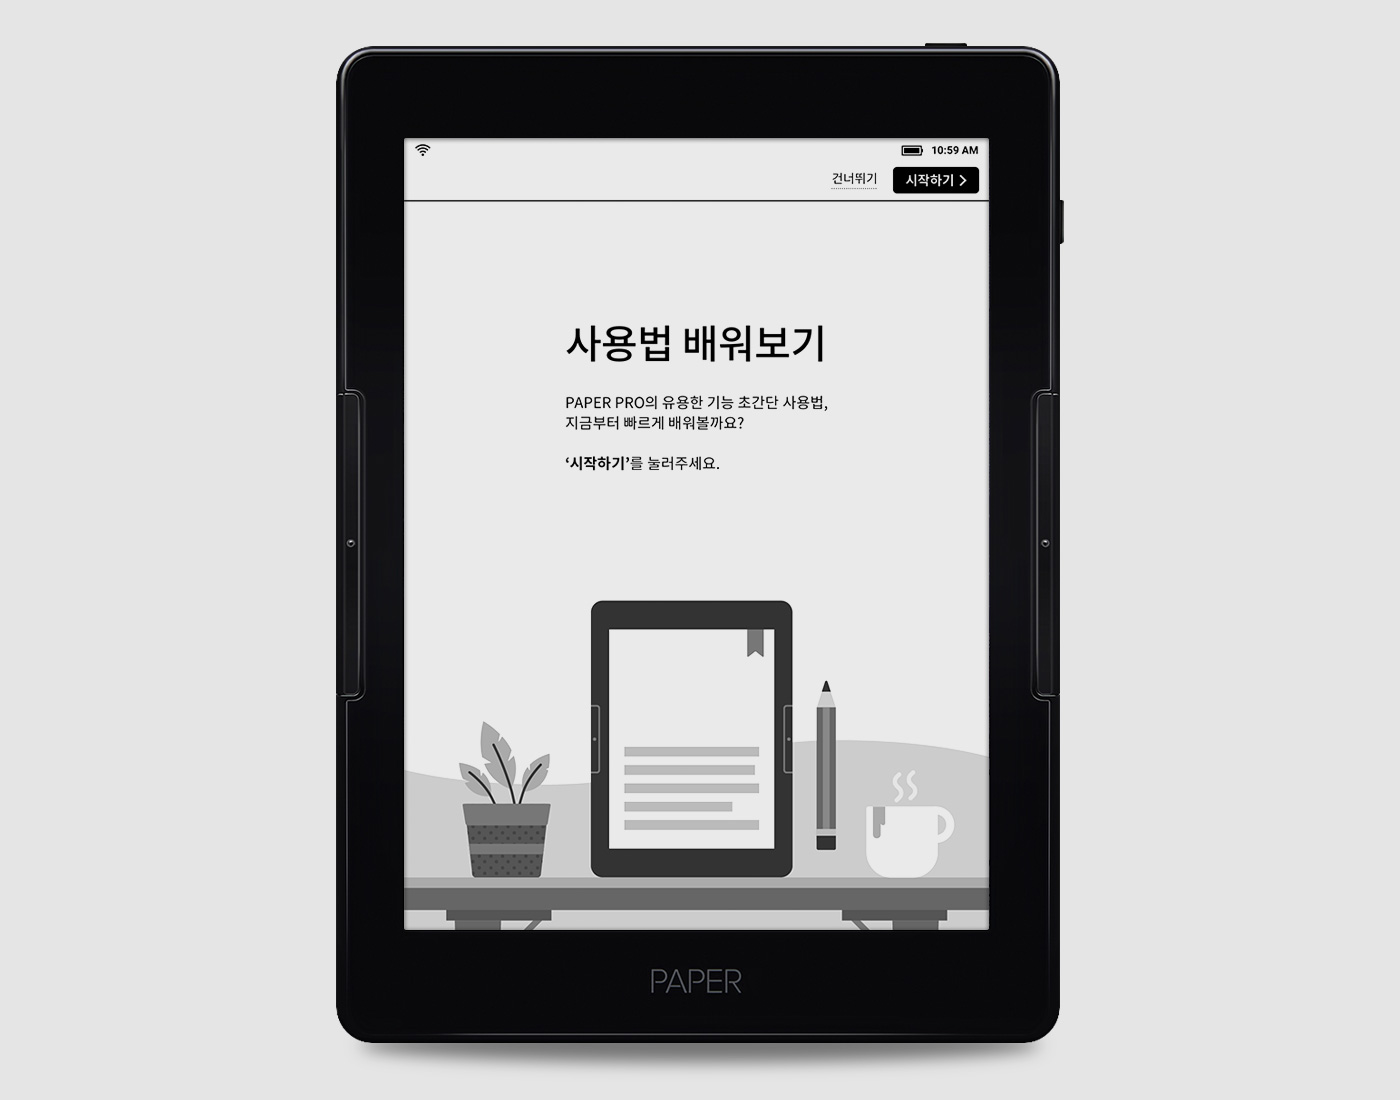 10:59 AM
건너뛰기 시작하기
사용법 배워보기
PAPER PRO의 유용한 기능 초간단 사용법,
지금부터 빠르게 배워볼까요?
‘시작하기’를 눌러주세요.
PAPER